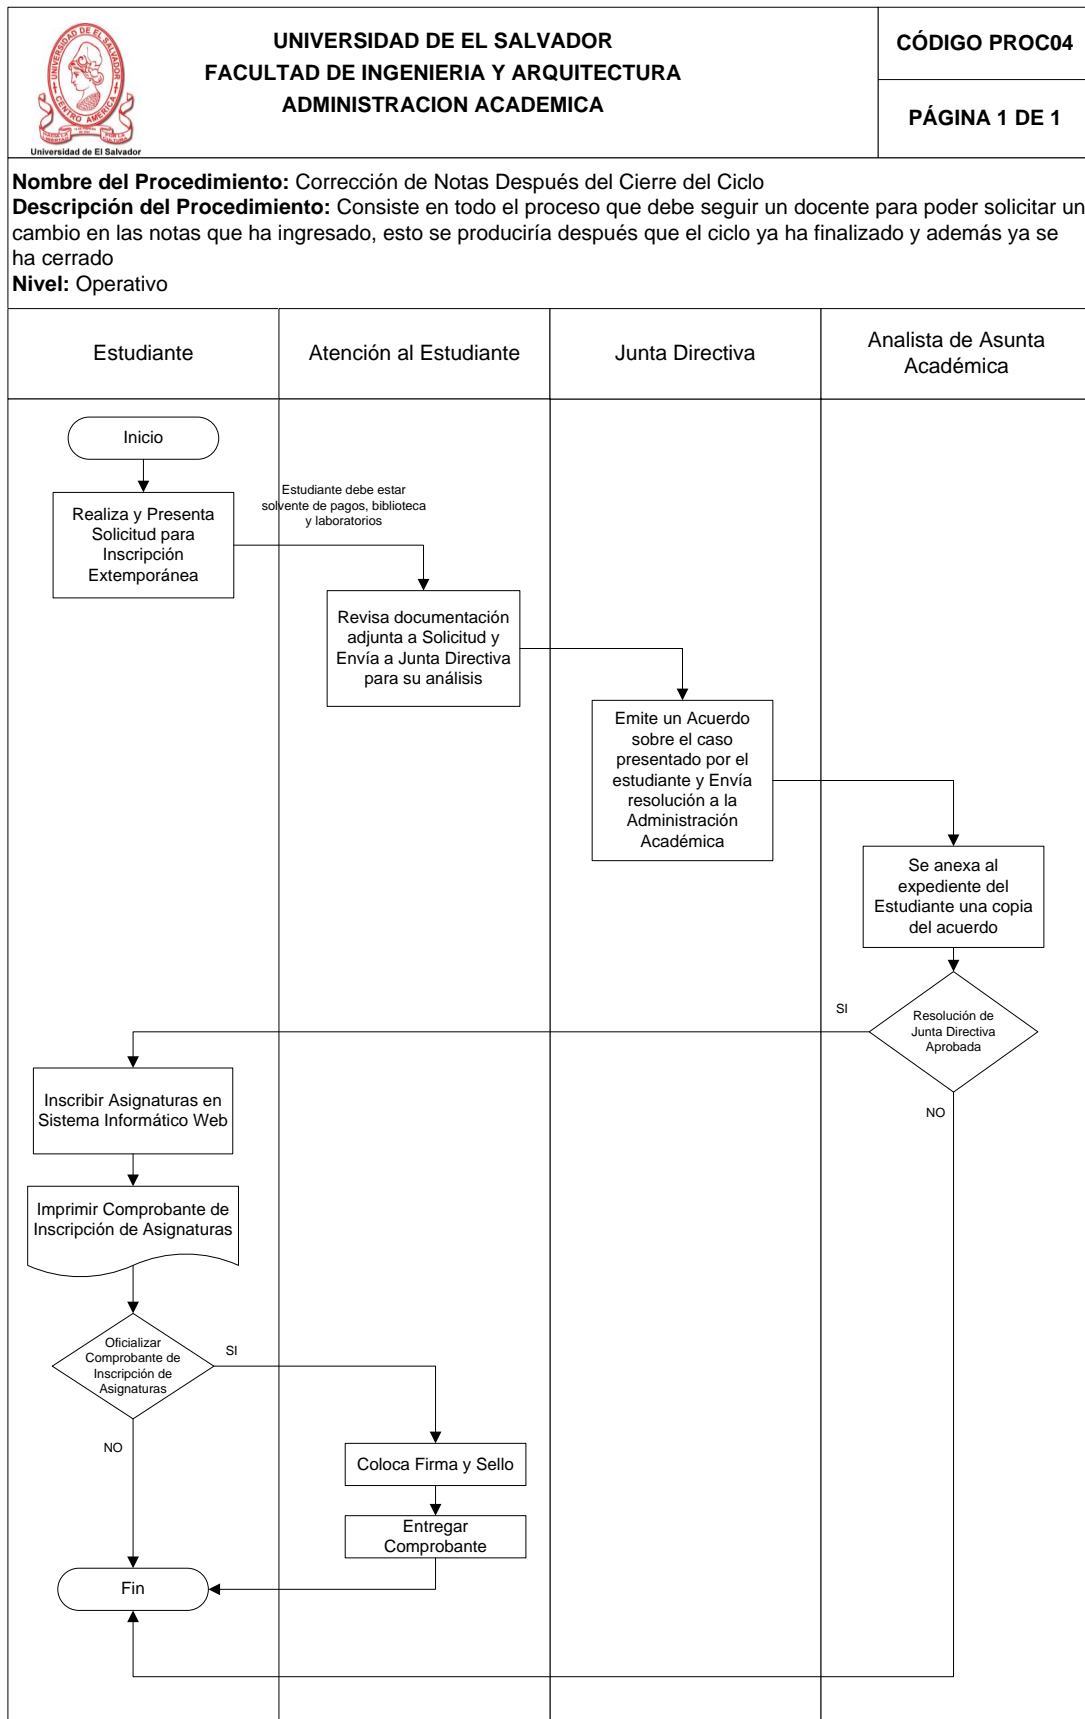 UNIVERSIDAD DE EL SALVADOR
FACULTAD DE INGENIERIA Y ARQUITECTURA
ADMINISTRACION ACADEMICA
CÓDIGO PROC04
PÁGINA 1 DE 1
UNIVERSIDAD DE EL SALVADOR
CENTRO AMERICA
Universidad de El Salvador
Nombre del Procedimiento: Corrección de Notas Después del Cierre del Ciclo
Descripción del Procedimiento: Consiste en todo el proceso que debe seguir un docente para poder solicitar un
cambio en las notas que ha ingresado, esto se produciría después que el ciclo ya ha finalizado y además ya se
ha cerrado
Nivel: Operativo
Estudiante
Atención al Estudiante
Junta Directiva
Analista de Asunta
Académica
Inicio
Realiza y Presenta
Solicitud para
Inscripción
Extemporánea
Estudiante debe estar
solvente de pagos, biblioteca
y laboratorios
Revisa documentación
adjunta a Solicitud y
Envía a Junta Directiva
para su análisis
Emite un Acuerdo
sobre el caso
presentado por el
estudiante y Envía
resolución a la
Administración
Académica
Se anexa al
expediente del
Estudiante una copia
del acuerdo
Resolución de
Junta Directiva
Aprobada
SI
NO
Inscribir Asignaturas en
Sistema Informático Web
Imprimir Comprobante de
Inscripción de Asignaturas
Oficializar
Comprobante de
Inscripción de
Asignaturas
SI
NO
Coloca Firma y Sello
Entregar
Comprobante
Fin